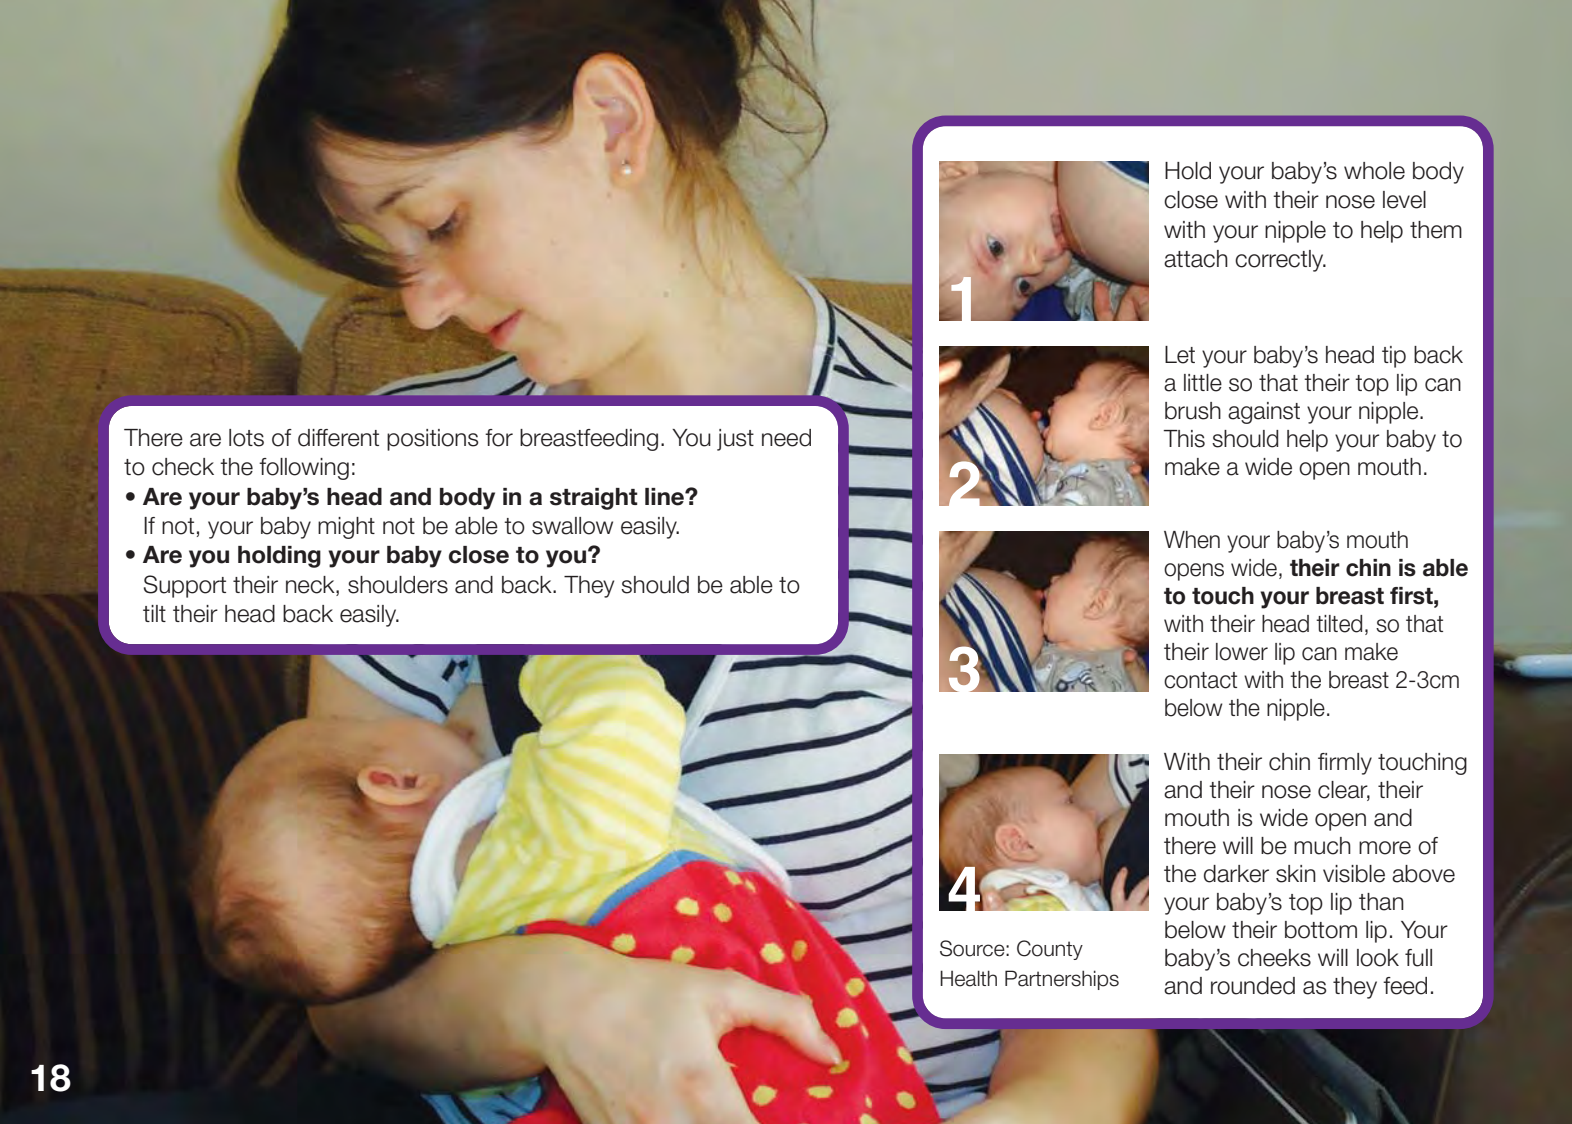 There are lots of different positions for breastfeeding. You just need
to check the following:
• Are your baby’s head and body in a straight line?
If not, your baby might not be able to swallow easily.
• Are you holding your baby close to you?
Support their neck, shoulders and back. They should be able to
tilt their head back easily.
1
Hold your baby’s whole body
close with their nose level
with your nipple to help them
attach correctly.
2
Let your baby’s head tip back
a little so that their top lip can
brush against your nipple.
This should help your baby to
make a wide open mouth.
3
When your baby’s mouth
opens wide, their chin is able
to touch your breast first,
with their head tilted, so that
their lower lip can make
contact with the breast 2-3cm
below the nipple.
4
With their chin firmly touching
and their nose clear, their
mouth is wide open and
there will be much more of
the darker skin visible above
your baby’s top lip than
below their bottom lip. Your
baby’s cheeks will look full
and rounded as they feed.
Source: County
Health Partnerships
18